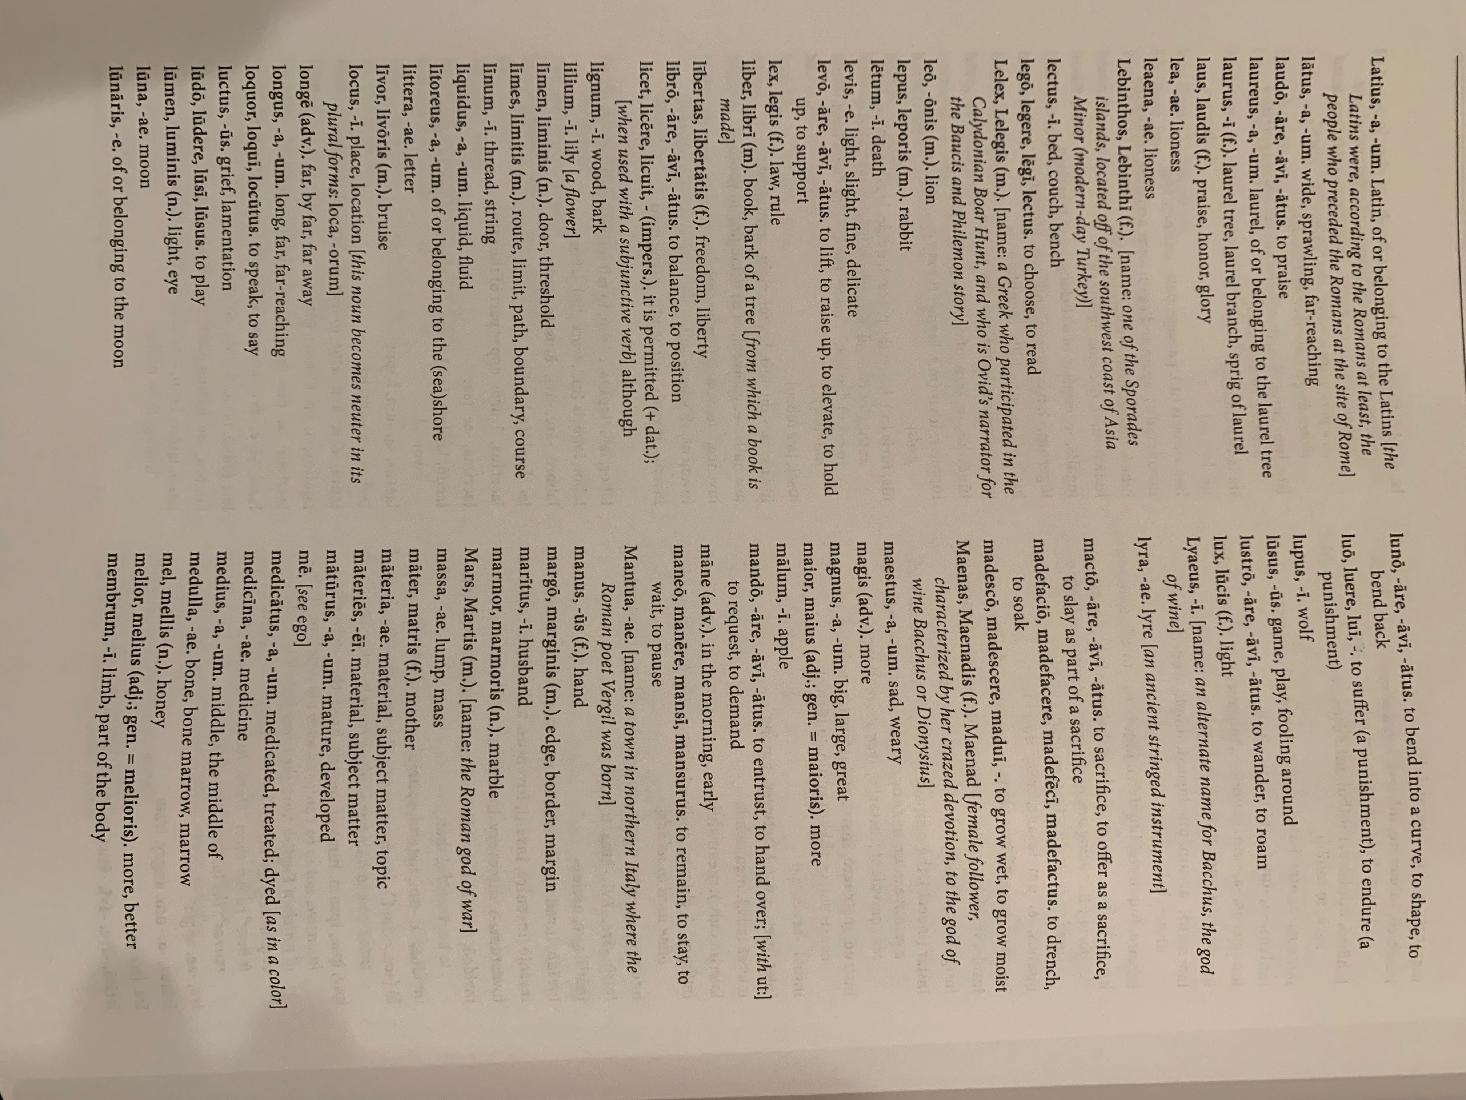 Latius, -a, -um. Latin, of or belonging to the Latins [the
Latins were, according to the Romans at least, the
people who preceded the Romans at the site of Rome]
lātus, -a, -um. wide, sprawling, far-reaching
laudō, -āre, -āvī, -ātus. to praise
laureus, -a, -um. laurel, of or belonging to the laurel tree
laurus, -ī (f.). laurel tree, laurel branch, sprig of laurel
laus, laudis (f.). praise, honor, glory
lea, -ae. lioness
leaena, -ae. lioness
Lebinthos, Lebinthī (f.). [name: one of the Sporades
islands, located off of the southwest coast of Asia
Minor (modern-day Turkey)]
lectus, -ī. bed, couch, bench
legō, legere, lēgī, lectus. to choose, to read
Lelex, Lelegis (m.). [name: a Greek who participated in the
Calydonian Boar Hunt, and who is Ovid's narrator for
the Baucis and Philemon story]
leō, -ōnis (m.). lion
lepus, leporis (m.). rabbit
lētum, -ī. death
levis, -e. light, slight, fine, delicate
levō, -āre, -āvī, -ātus. to lift, to raise up, to elevate, to hold
up, to support
lex, legis (f.). law, rule
liber, librī (m). book, bark of a tree [from which a book is
made]
lībertas, lībertātis (f.). freedom, liberty
librō, -āre, -āvī, -ātus. to balance, to position
licet, licēre, licuit, - (impers.). it is permitted (+ dat.);
[when used with a subjunctive verb] although
lignum, -ī. wood, bark
līlium, -ī. lily [a flower]
līmen, līminis (n.). door, threshold
līmes, līmitis (m.). route, limit, path, boundary, course
līnum, -ī. thread, string
liquidus, -a, -um. liquid, fluid
lītoreus, -a, -um. of or belonging to the (sea)shore
littera, -ae. letter
līvor, livōris (m.). bruise
locus, -ī. place, location [this noun becomes neuter in its
plural forms: loca, -orum]
longē (adv.). far, by far, far away
longus, -a, -um. long, far, far-reaching
loquor, loquī, locūtus. to speak, to say
luctus, -ūs. grief, lamentation
lūdō, lūdere, lūsī, lūsus. to play
lūmen, luminis (n.). light, eye
lūna, -ae. moon
lūnāris, -e. of or belonging to the moon
lunō, -āre, -āvī, -ātus. to bend into a curve, to shape, to
bend back
luō, luere, luī, -, to suffer (a punishment), to endure (a
punishment)
lupus, -ī. wolf
lūsus, -ūs. game, play, fooling around
lustrō, -āre, -āvī, -ātus. to wander, to roam
lux, lūcis (f.). light
Lyaeus, -ī. [name: an alternate name for Bacchus, the god
of wine]
lyra, -ae. lyre [an ancient stringed instrument]
mactō, -āre, -āvī, -ātus. to sacrifice, to offer as a sacrifice,
to slay as part of a sacrifice
madefaciō, madefacere, madefēcī, madefactus. to drench,
to soak
madescō, madescere, maduī, -. to grow wet, to grow moist
Maenas, Maenadis (f.). Maenad [female follower,
characterized by her crazed devotion, to the god of
wine Bacchus or Dionysius]
maestus, -a, -um. sad, weary
magis (adv.). more
magnus, -a, -um. big, large, great
maior, maius (adj.; gen. = maioris). more
mālum, -ī. apple
mandō, -āre, -āvī, -ātus. to entrust, to hand over; [with ut:]
to request, to demand
māne (adv.). in the morning, early
maneō, manēre, mansī, mansurus. to remain, to stay, to
wait, to pause
Mantua, -ae. [name: a town in northern Italy where the
Roman poet Vergil was born]
manus, -ūs (f.). hand
margō, marginis (m.). edge, border, margin
marītus, -ī. husband
marmor, marmoris (n.). marble
Mars, Martis (m.). [name: the Roman god of war]
massa, -ae. lump, mass
māter, matris (f.). mother
māteria, -ae. material, subject matter, topic
māteriēs, -ēī. material, subject matter
mātūrus, -a, -um. mature, developed
mē. [see ego]
medicātus, -a, -um. medicated, treated; dyed [as in a color]
medicīna, -ae. medicine
medius, -a, -um. middle, the middle of
medulla, -ae. bone, bone marrow, marrow
mel, mellis (n.). honey
melior, melius (adj.; gen. = melioris). more, better
membrum, -ī. limb, part of the body